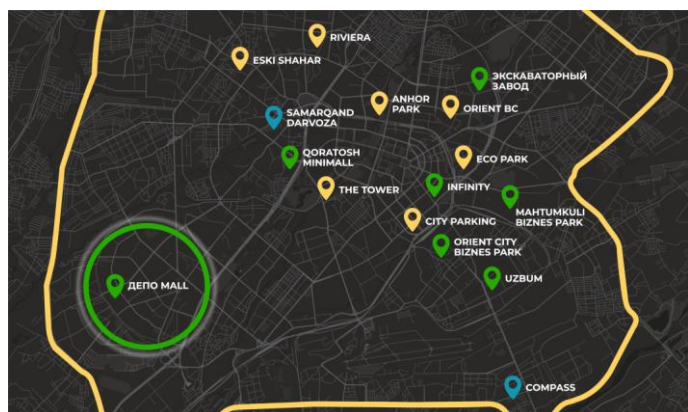 RIVIERA
ESKI SHAHAR
ЭКСКАВАТОРНЫЙ
ЗАВОД
ANHOR
PARK
ORIENT BC
SAMARQAND
DARVOZA
QORATOSH
MINIMALL
ECO PARK
THE TOWER
INFINITY
MAHTUMKULI
BIZNES PARK
CITY PARKING
ORIENT CITY
BIZNES PARK
UZBUM
ДЕПО MALL
COMPASS